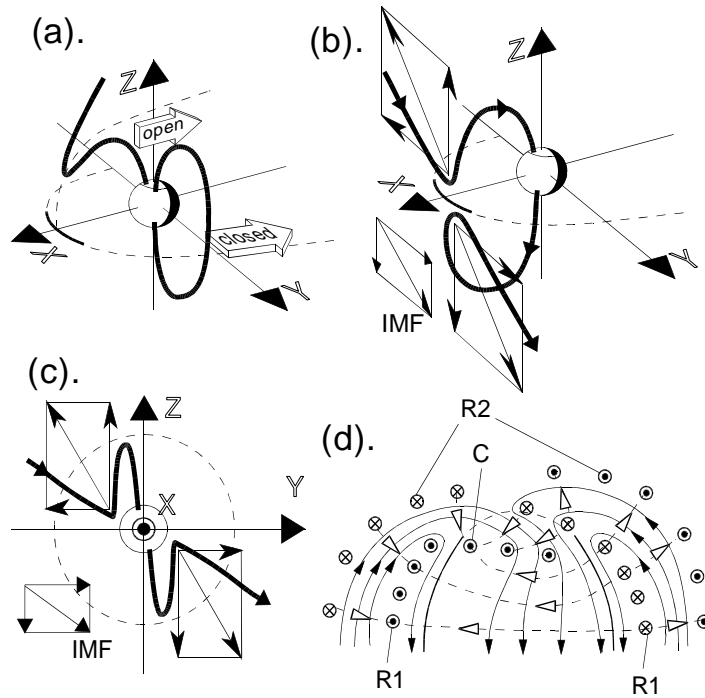 (a).
Z
open
closed
X
Y
(b).
Z
X
Y
IMF
(c).
Z
Y
X
IMF
(d).
R2
C
R1
R1